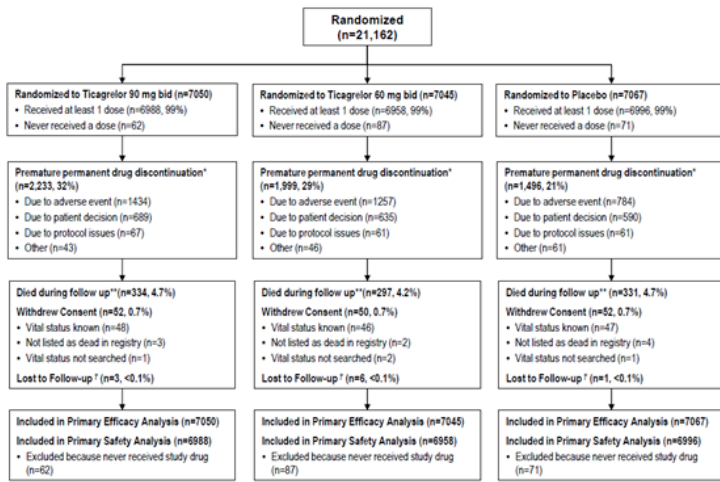 Randomized
(n=21,162)
Randomized to Ticagrelor 90 mg bid (n=7050)
• Received at least 1 dose (n=6988, 99%)
• Never received a dose (n=62)
Randomized to Ticagrelor 60 mg bid (n=7045)
• Received at least 1 dose (n=6958, 99%)
• Never received a dose (n=87)
Randomized to Placebo (n=7067)
• Received at least 1 dose (n=6996, 99%)
• Never received a dose (n=71)
Premature permanent drug discontinuation*
(n=2,233, 32%)
• Due to adverse event (n=1434)
• Due to patient decision (n=689)
• Due to protocol issues (n=67)
• Other (n=43)
Premature permanent drug discontinuation*
(n=1,999, 29%)
• Due to adverse event (n=1257)
• Due to patient decision (n=635)
• Due to protocol issues (n=61)
• Other (n=46)
Premature permanent drug discontinuation*
(n=1,496, 21%)
• Due to adverse event (n=784)
• Due to patient decision (n=590)
• Due to protocol issues (n=61)
• Other (n=61)
Died during follow up**(n=334, 4.7%)
Withdrew Consent (n=52, 0.7%)
• Vital status known (n=48)
• Not listed as dead in registry (n=3)
• Vital status not searched (n=1)
Lost to Follow-up † (n=3, <0.1%)
Died during follow up**(n=297, 4.2%)
Withdrew Consent (n=50, 0.7%)
• Vital status known (n=46)
• Not listed as dead in registry (n=2)
• Vital status not searched (n=2)
Lost to Follow-up † (n=6, <0.1%)
Died during follow up** (n=331, 4.7%)
Withdrew Consent (n=52, 0.7%)
• Vital status known (n=47)
• Not listed as dead in registry (n=4)
• Vital status not searched (n=1)
Lost to Follow-up † (n=1, <0.1%)
Included in Primary Efficacy Analysis (n=7050)
Included in Primary Safety Analysis (n=6988)
• Excluded because never received study drug
(n=62)
Included in Primary Efficacy Analysis (n=7045)
Included in Primary Safety Analysis (n=6958)
• Excluded because never received study drug
(n=87)
Included in Primary Efficacy Analysis (n=7067)
Included in Primary Safety Analysis (n=6996)
• Excluded because never received study drug
(n=71)